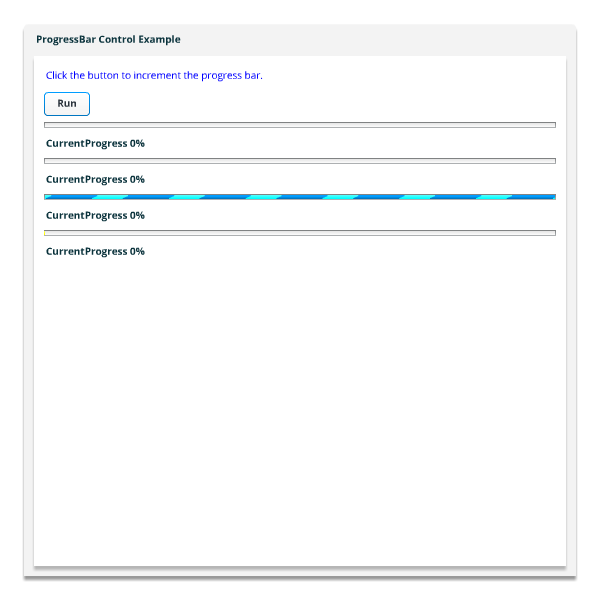 ProgressBar Control Example
Click the button to increment the progress bar.
Run
CurrentProgress 0%
CurrentProgress 0%
CurrentProgress 0%
CurrentProgress 0%